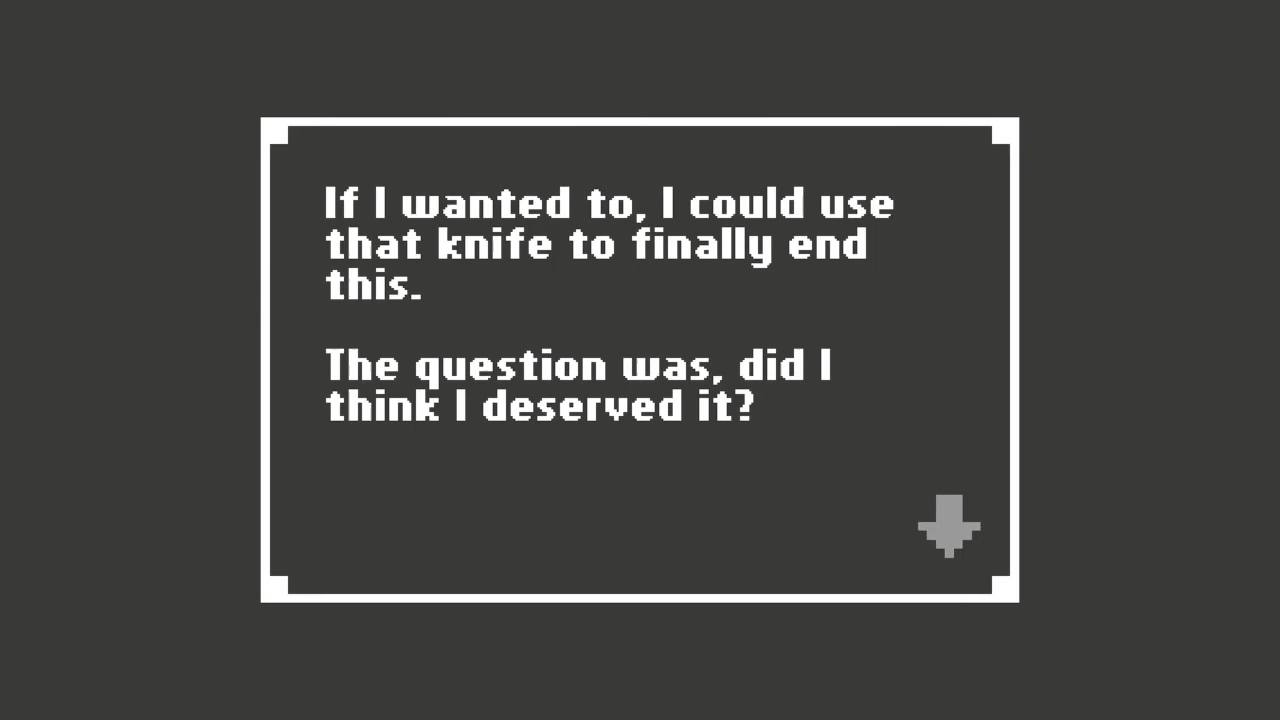 If I wanted to, I could use
that knife to finally end
this.
The question was, did I
think I deserved it?